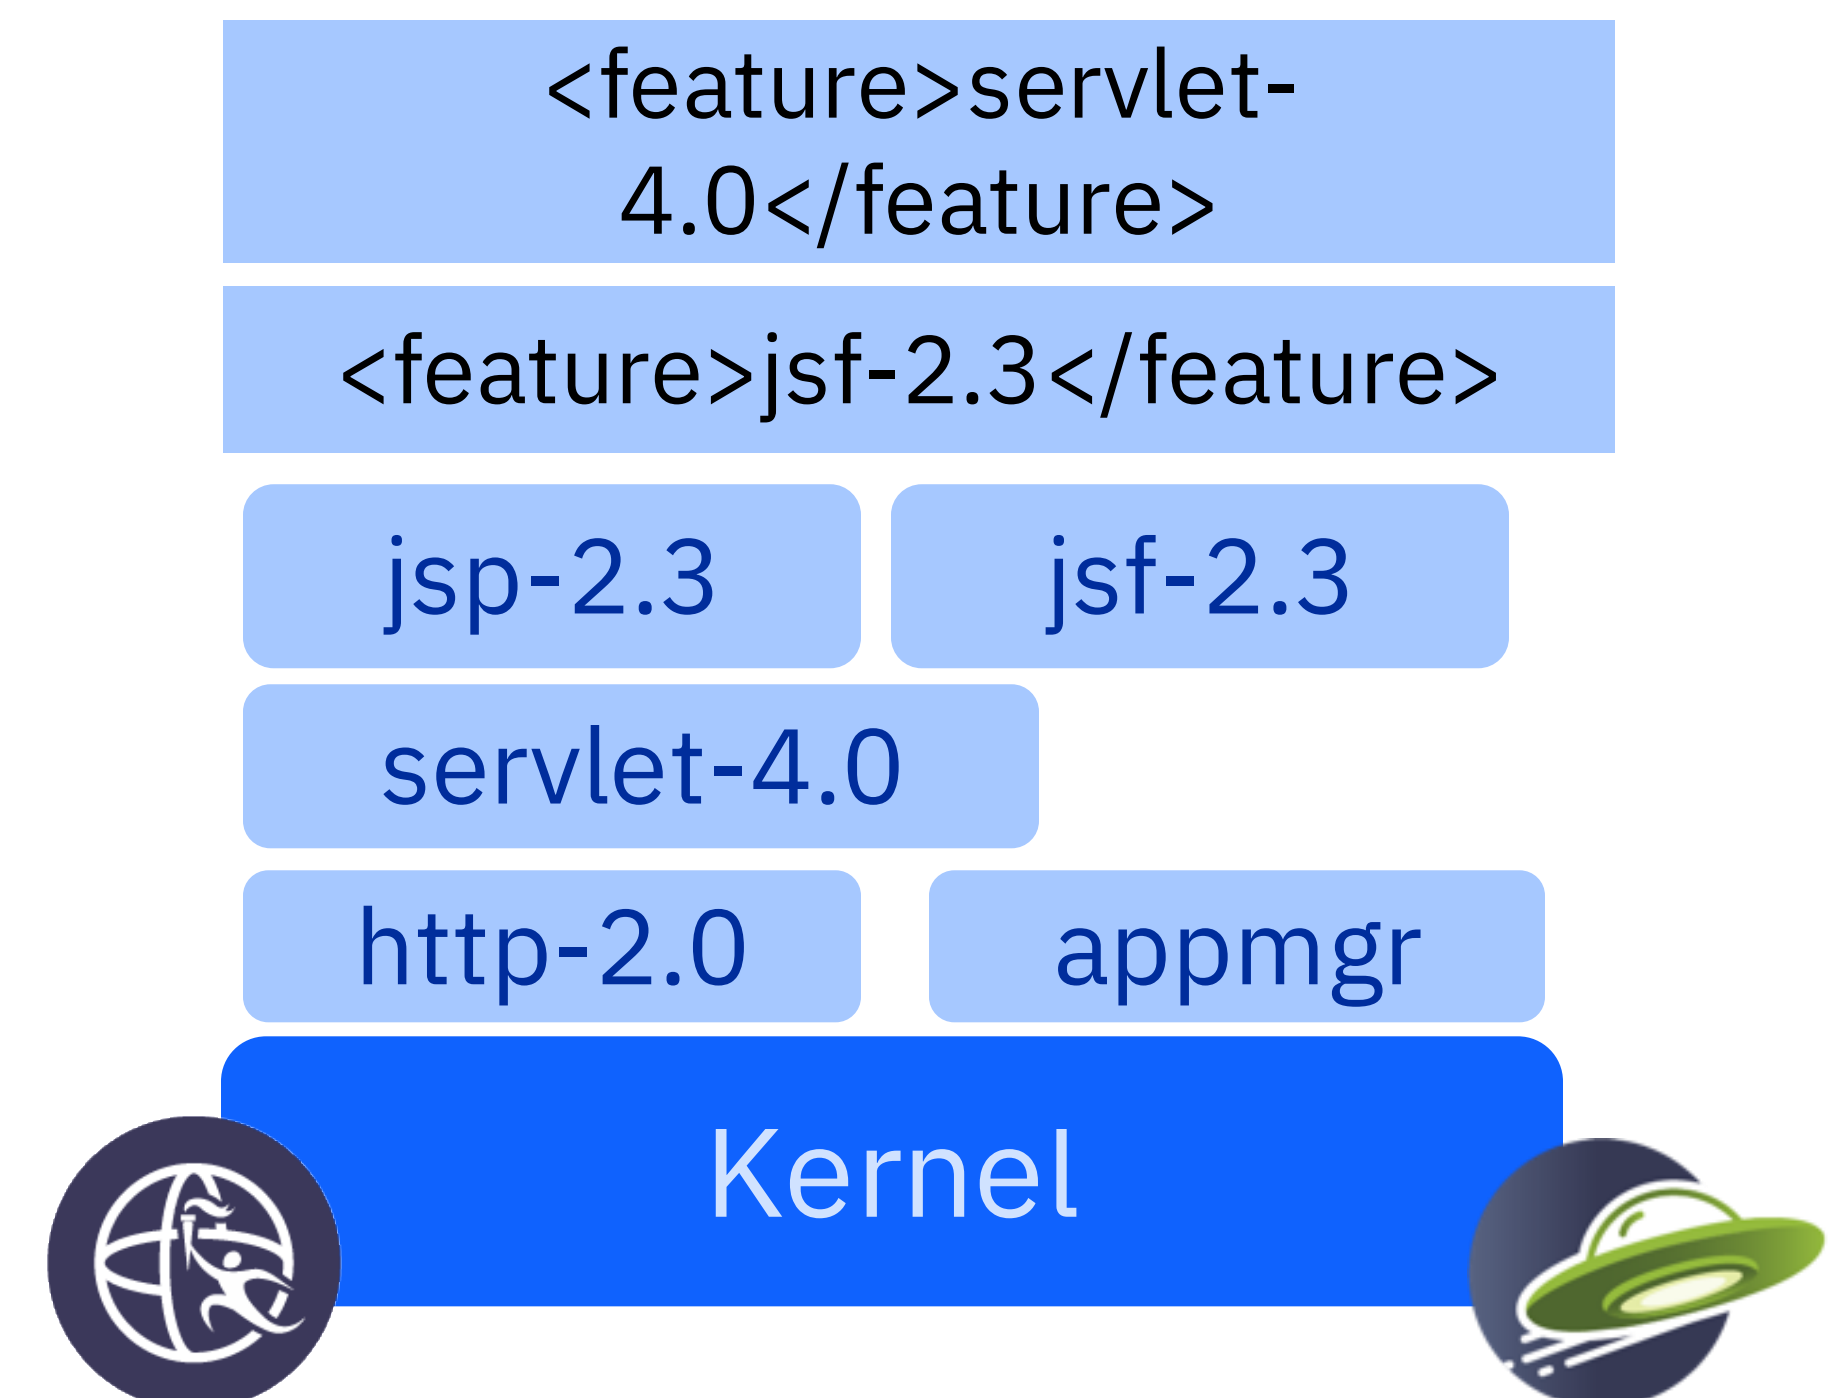 <feature>servlet-
4.0</feature>
<feature>jsf-2.3</feature>
jsp-2.3 jsf-2.3
servlet-4.0
http-2.0 appmgr
Kernel